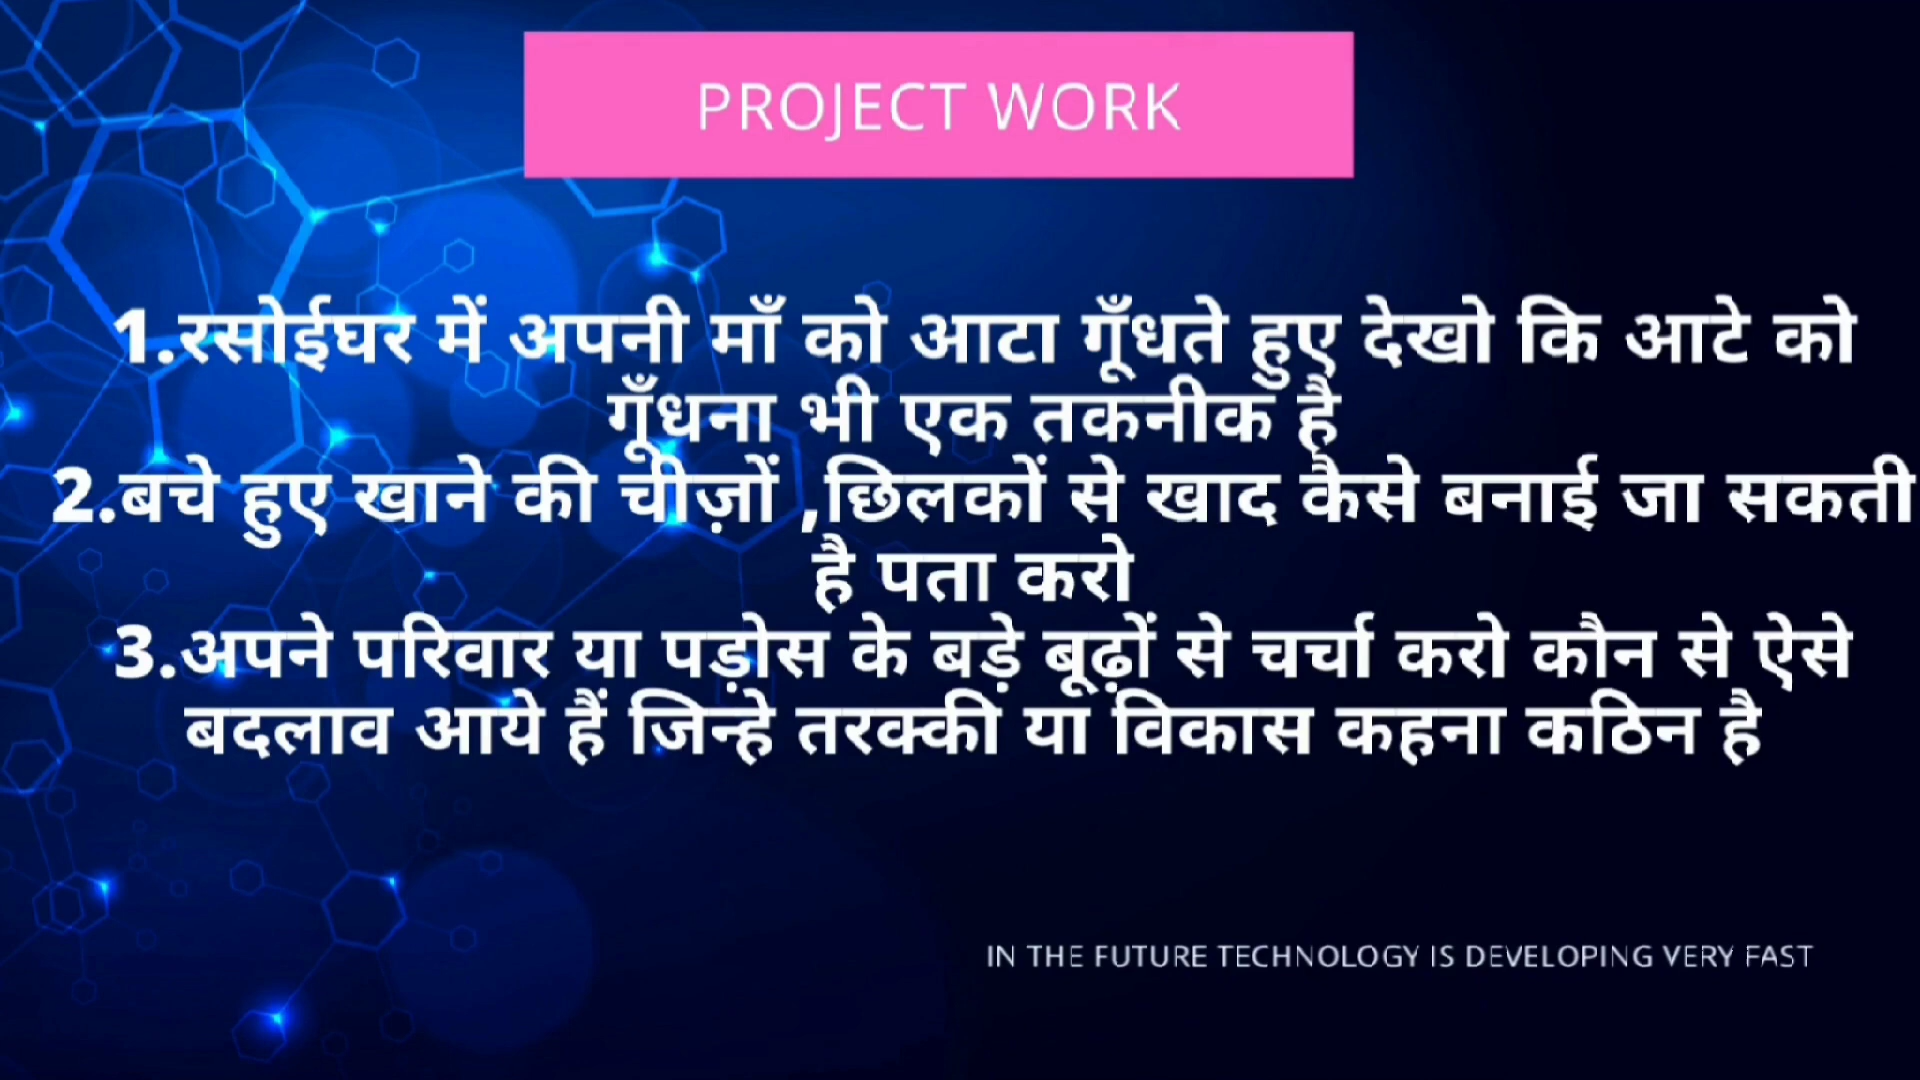 PROJECT WORK
1.रसोईघर में अपनी माँ को आटा गूँधते हुए देखो कि आटे को
गूँधना भी एक तकनीक है
2.बचे हुए खाने की चीज़ों ,छिलकों से खाद कैसे बनाई जा सकती
है पता करो
3.अपने परिवार या पड़ोस के बड़े बूढ़ों से चर्चा करो कौन से ऐसे
बदलाव आये हैं जिन्हे तरक्की या विकास कहना कठिन है
IN THE FUTURE TECHNOLOGY IS DEVELOPING VERY FAST